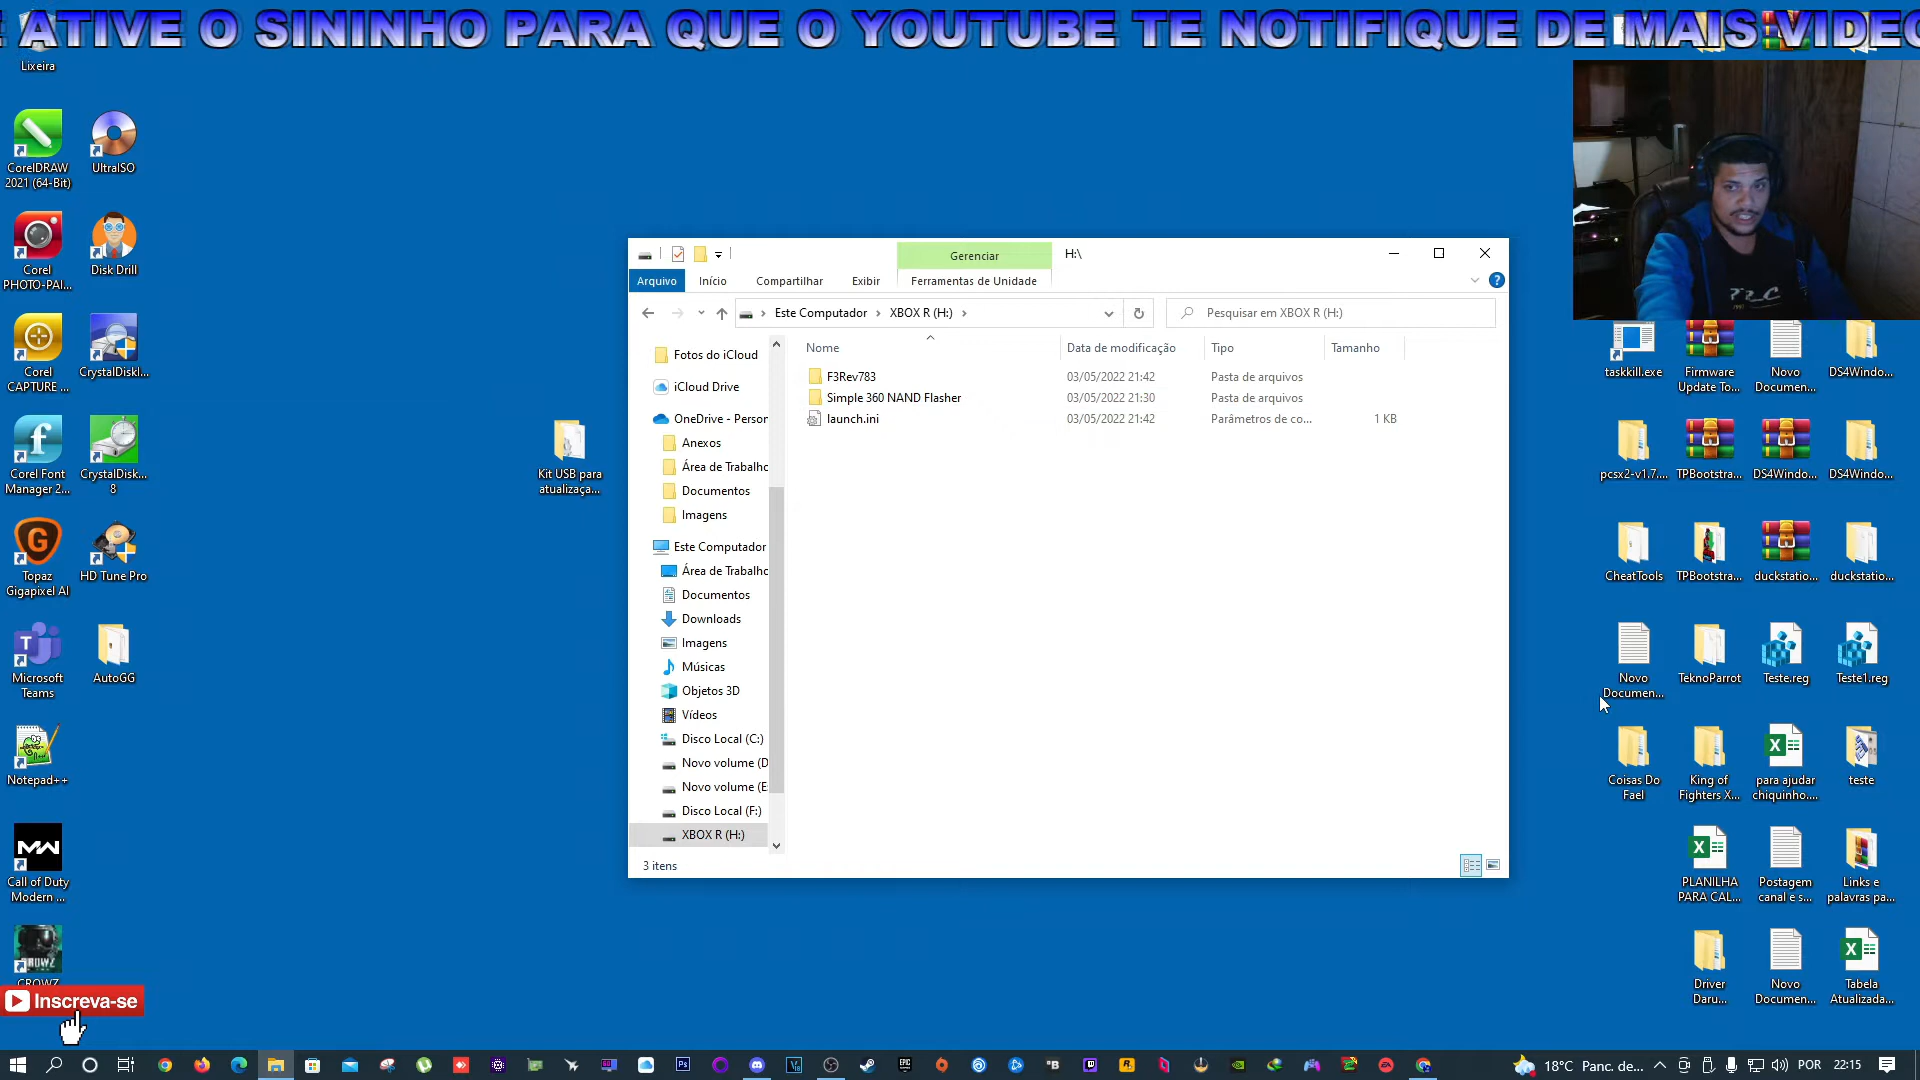 E ATIVE O SININHO PARA QUE O YOUTUBE TE NOTIFIQUE DE MAIS VIDEO
Lixeira
CorelDRAW
2021 (64-Bit)
UltraISO
Corel
PHOTO-PAI...
Disk Drill
Corel
CAPTURE ...
CrystalDiskI...
Corel Font
Manager 2...
CrystalDisk...
8
Topaz
Gigapixel AI
HD Tune Pro
Microsoft
Teams
AutoGG
Notepad++
Call of Duty
Modern ...
CROWZ
Inscreva-se
Kit USB para
atualizaça...
Gerenciar
H:\
Arquivo
Início
Compartilhar
Exibir
Ferramentas de Unidade
Este Computador
XBOX R (H:)
Pesquisar em XBOX R (H:)
Nome
Data de modificação
Tipo
Tamanho
F3Rev783
03/05/2022 21:42
Pasta de arquivos
Simple 360 NAND Flasher
03/05/2022 21:30
Pasta de arquivos
launch.ini
03/05/2022 21:42
Parâmetros de co...
1 KB
Fotos do iCloud
iCloud Drive
OneDrive - Person
Anexos
Área de Trabalho
Documentos
Imagens
Este Computador
Área de Trabalho
Documentos
Downloads
Imagens
Músicas
Objetos 3D
Vídeos
Disco Local (C:)
Novo volume (D
Novo volume (E
Disco Local (F:)
XBOX R (H:)
3 itens
taskkill.exe
Firmware
Update To...
Novo
Documen...
DS4Windo...
pcsx2-v1.7...
TPBootstra...
DS4Windo...
DS4Windo...
CheatTools
TPBootstra...
duckstatio...
duckstatio...
Novo
Documen...
TeknoParrot
Teste.reg
Teste1.reg
Coisas Do
Fael
King of
Fighters X...
para ajudar
chiquinho....
teste
PLANILHA
PARA CAL...
Postagem
canal e s...
Links e
palavras pa...
Driver
Daru...
Novo
Documen...
Tabela
Atualizada...
18°C Panc. de...
POR
22:15